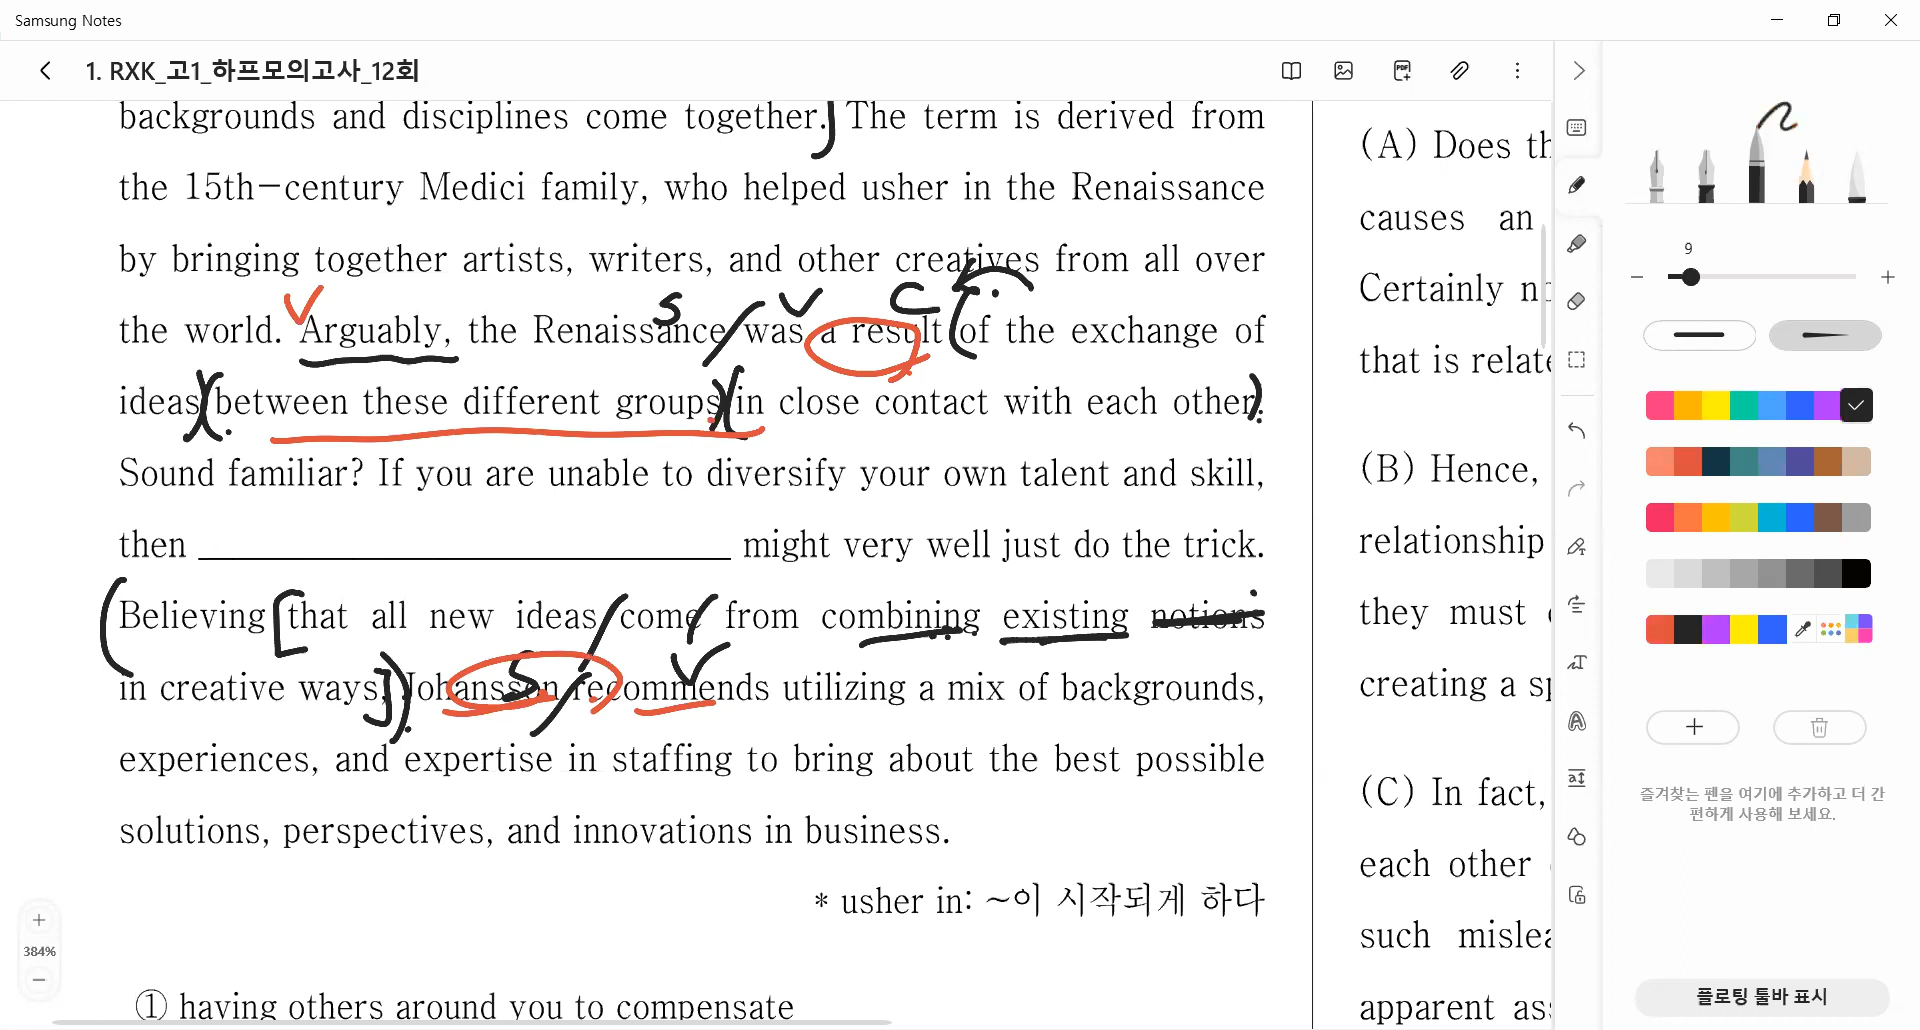 Samsung Notes
1. RXK_고1_하프모의고사_12회
backgrounds and disciplines come together. The term is derived from
the 15th-century Medici family, who helped usher in the Renaissance
by bringing together artists, writers, and other creatives from all over
the world. Arguably, the Renaissance was a result of the exchange of
ideas between these different groups in close contact with each other.
Sound familiar? If you are unable to diversify your own talent and skill,
then ______ might very well just do the trick.
Believing that all new ideas come from combining existing notions
in creative ways, Johansson recommends utilizing a mix of backgrounds,
experiences, and expertise in staffing to bring about the best possible
solutions, perspectives, and innovations in business.
* usher in: ~이 시작되게 하다
① having others around you to compensate
V S V C
S V
(A) Does th
causes an
Certainly no
that is relate
(B) Hence,
relationship
they must
creating a sp
(C) In fact,
each other
such mislea
apparent ass
PDF
9
즐겨찾는 펜을 여기에 추가하고 더 간
편하게 사용해 보세요.
플로팅 툴바 표시
384%